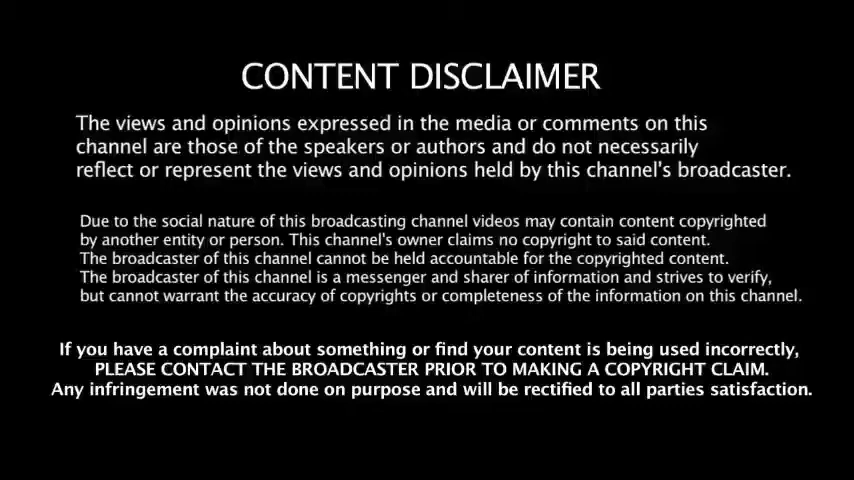 CONTENT DISCLAIMER
The views and opinions expressed in the media or comments on this
channel are those of the speakers or authors and do not necessarily
reflect or represent the views and opinions held by this channel's broadcaster.
Due to the social nature of this broadcasting channel videos may contain content copyrighted
by another entity or person. This channel's owner claims no copyright to said content.
The broadcaster of this channel cannot be held accountable for the copyrighted content.
The broadcaster of this channel is a messenger and sharer of information and strives to verify,
but cannot warrant the accuracy of copyrights or completeness of the information on this channel.
If you have a complaint about something or find your content is being used incorrectly,
PLEASE CONTACT THE BROADCASTER PRIOR TO MAKING A COPYRIGHT CLAIM.
Any infringement was not done on purpose and will be rectified to all parties satisfaction.